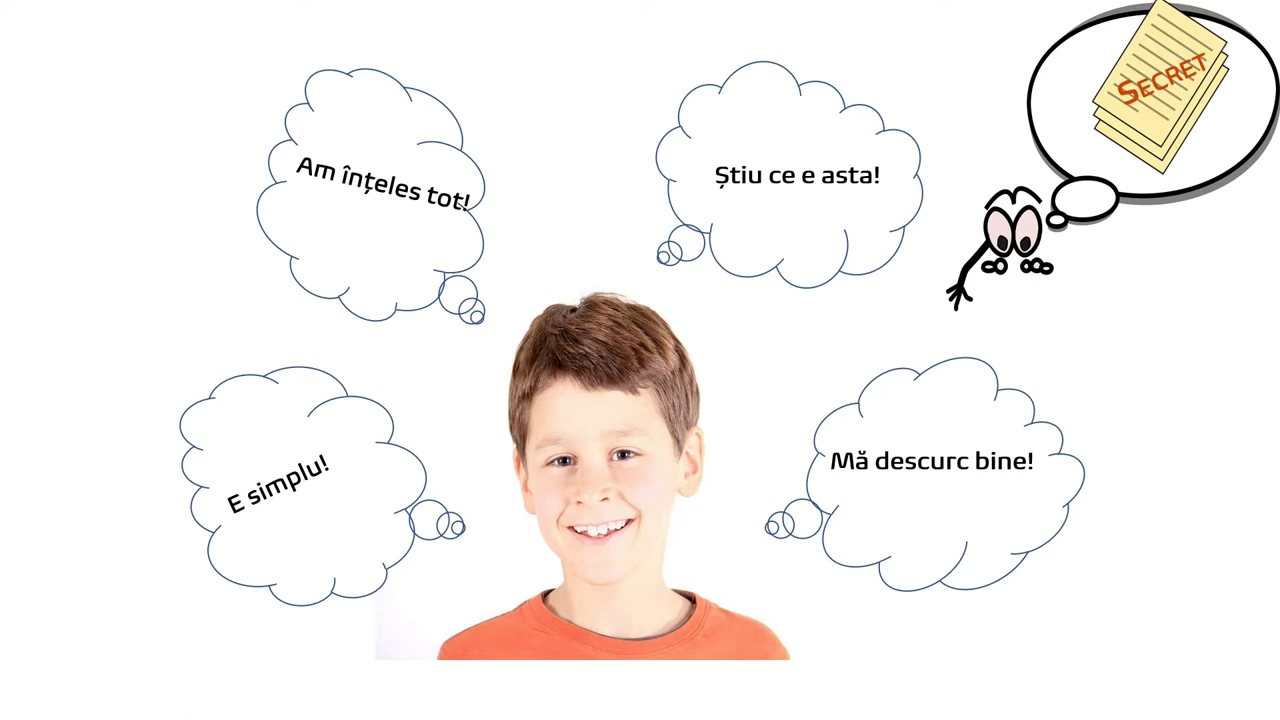 SECRET
Am înțeles tot!
Știu ce e asta!
E simplu!
Mă descurc bine!